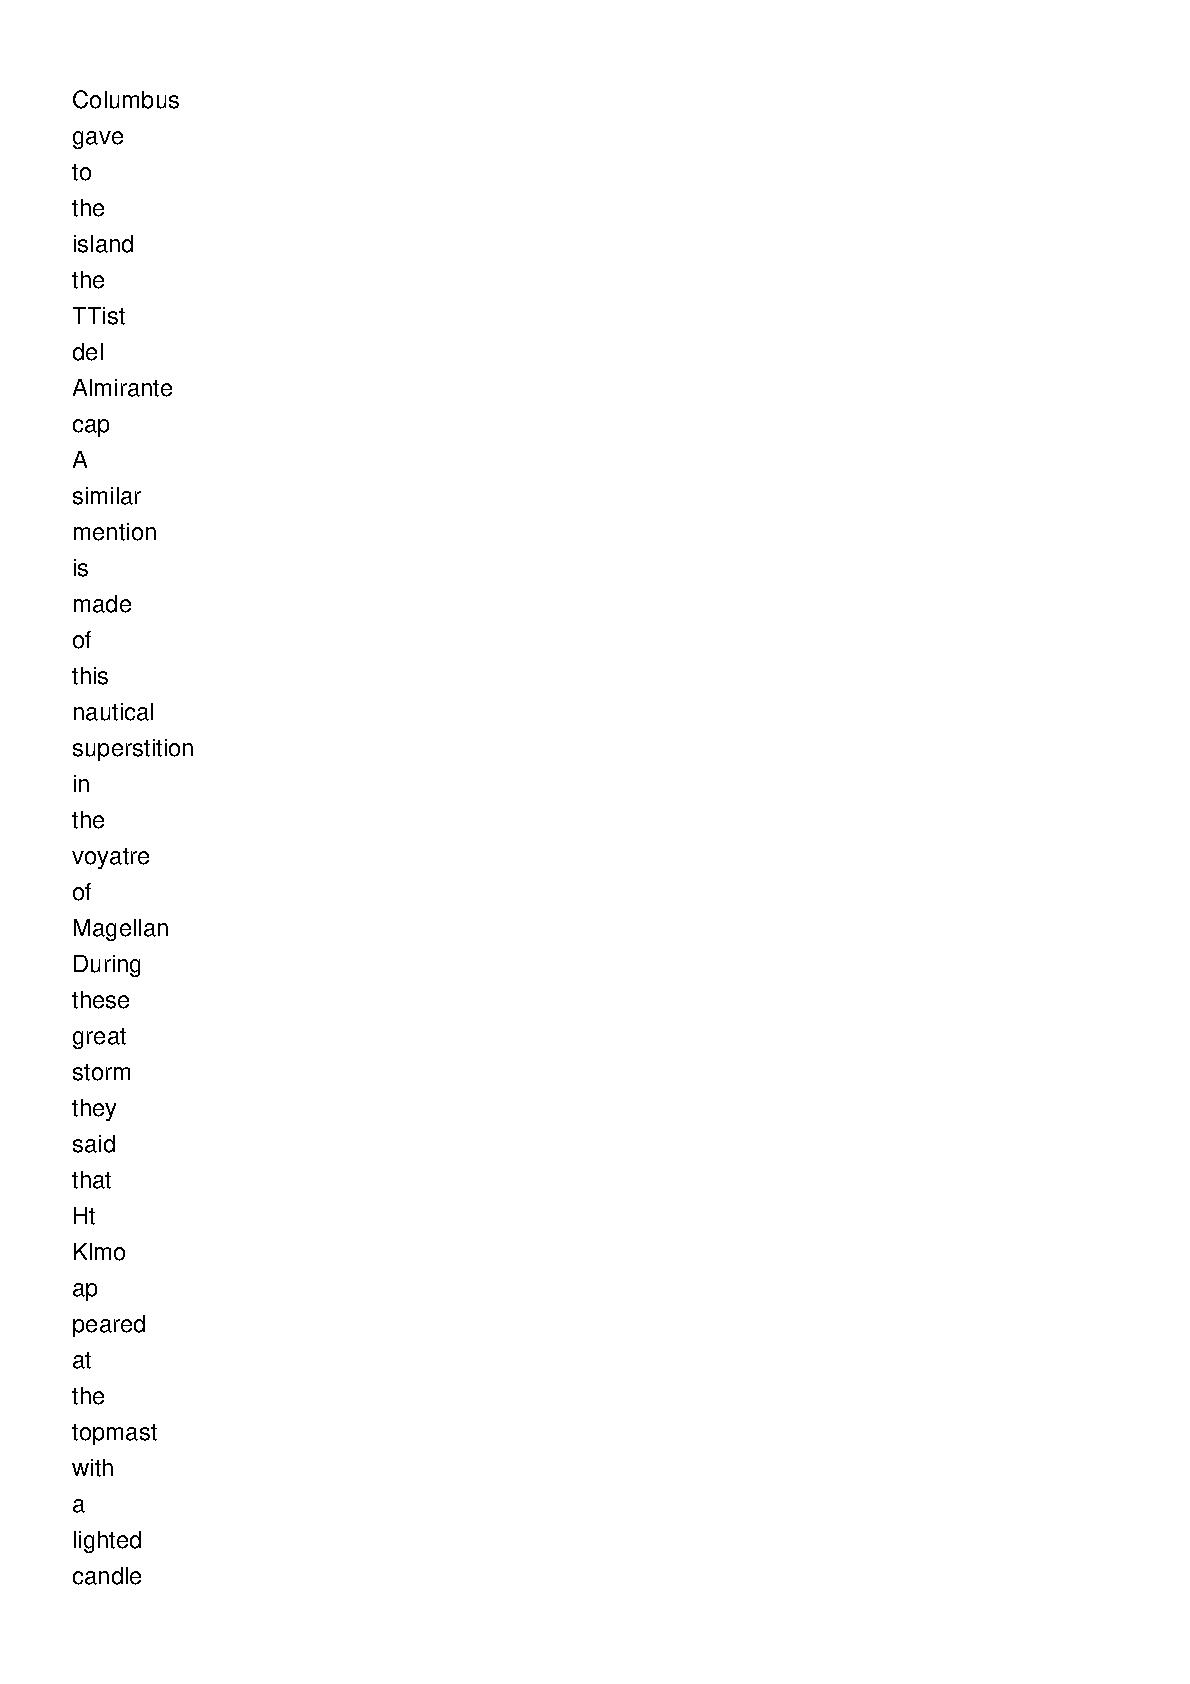 Columbus
gave
to
the
island
the
TTist
del
Almirante
cap
A
similar
mention
is
made
of
this
nautical
superstition
in
the
voyatre
of
Magellan
During
these
great
storm
they
said
that
Ht
Klmo
ap
peared
at
the
topmast
with
a
lighted
candle